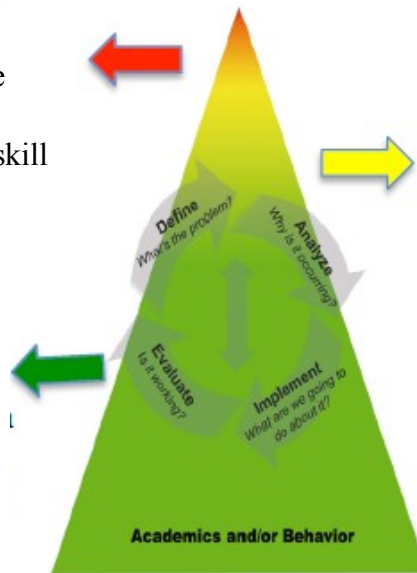 e
skill
Define
What's the problem?
Analyze
Why is it occurring?
Implement
What are we going to
do about it?
Evaluate
Is it working?
Academics and/or Behavior